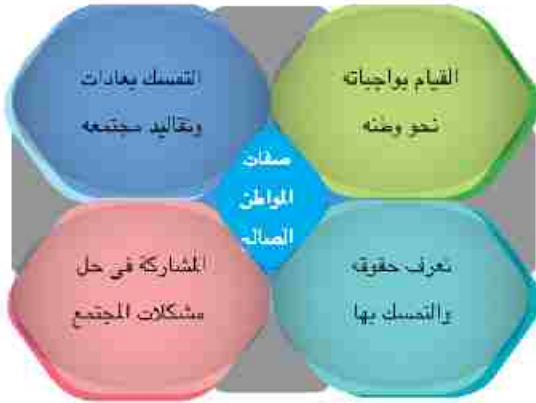 القيام بواجباته
نحو وطنه
التمسك بعادات
وتقاليد مجتمعه
صفات
المواطن
الصالح
تعرف حقوقه
والتمسك بها
المشاركة فى حل
مشكلات المجتمع